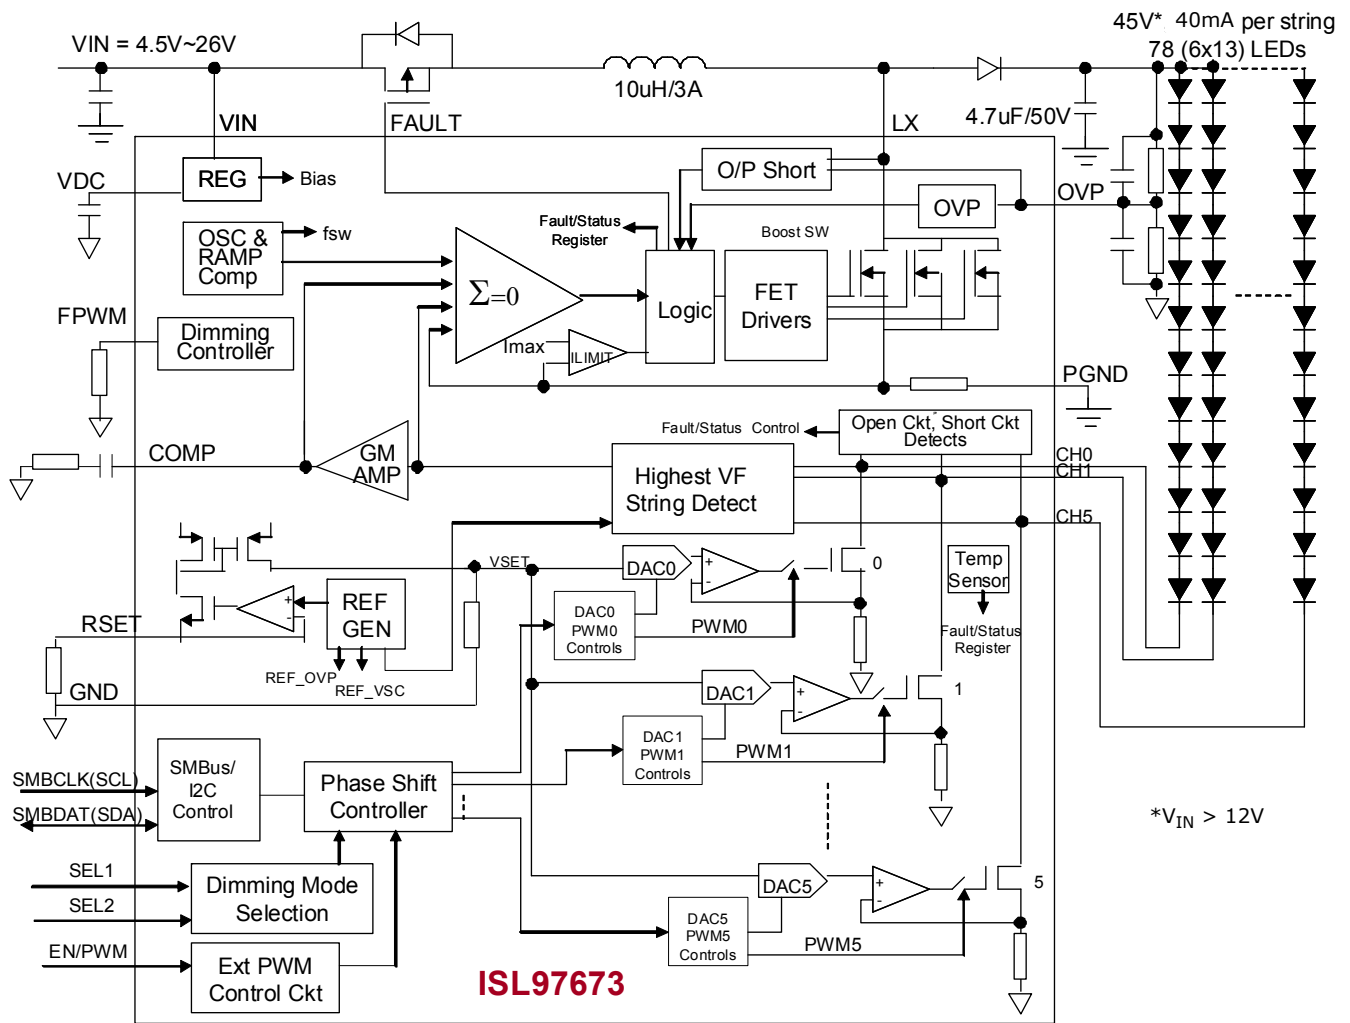 45V* 40mA per string
78 (6x13) LEDs
VIN = 4.5V~26V
10uH/3A
4.7uF/50V
VIN
FAULT
LX
O/P Short
REG
Bias
VDC
OVP
OVP
Fault/Status
Register
Boost SW
OSC &
RAMP
Comp
fsw
Σ=0
Logic
FET
Drivers
FPWM
Dimming
Controller
Imax
ILIMIT
PGND
Fault/Status Control
Open Ckt, Short Ckt
Detects
COMP
GM
AMP
Highest VF
String Detect
CH0
CH1
CH5
VSET
DAC0
+
-
0
Temp
Sensor
REF
GEN
+
-
DAC0
PWM0
Controls
PWM0
RSET
Fault/Status
Register
REF_OVP
REF_VSC
GND
DAC1
+
-
1
DAC1
PWM1
Controls
PWM1
SMBCLK(SCL)
SMBDAT(SDA)
SMBus/
I2C
Control
Phase Shift
Controller
*VIN > 12V
SEL1
SEL2
Dimming Mode
Selection
DAC5
+
-
5
DAC5
PWM5
Controls
PWM5
EN/PWM
Ext PWM
Control Ckt
ISL97673